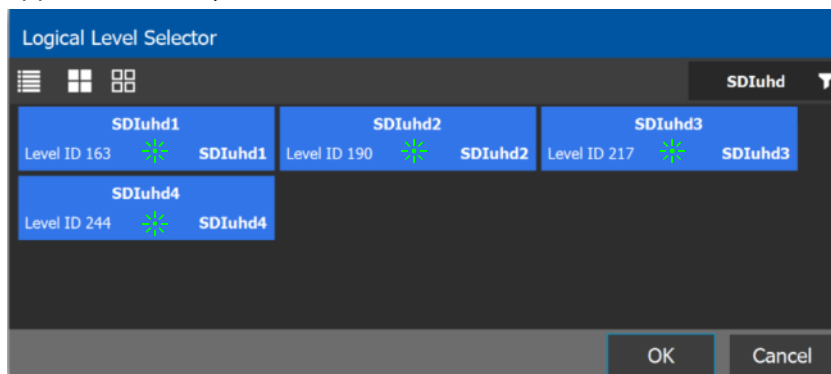 Logical Level Selector
SDIuhd
SDIuhd1
Level ID 163 SDIuhd1
SDIuhd2
Level ID 190 SDIuhd2
SDIuhd3
Level ID 217 SDIuhd3
SDIuhd4
Level ID 244 SDIuhd4
OK Cancel